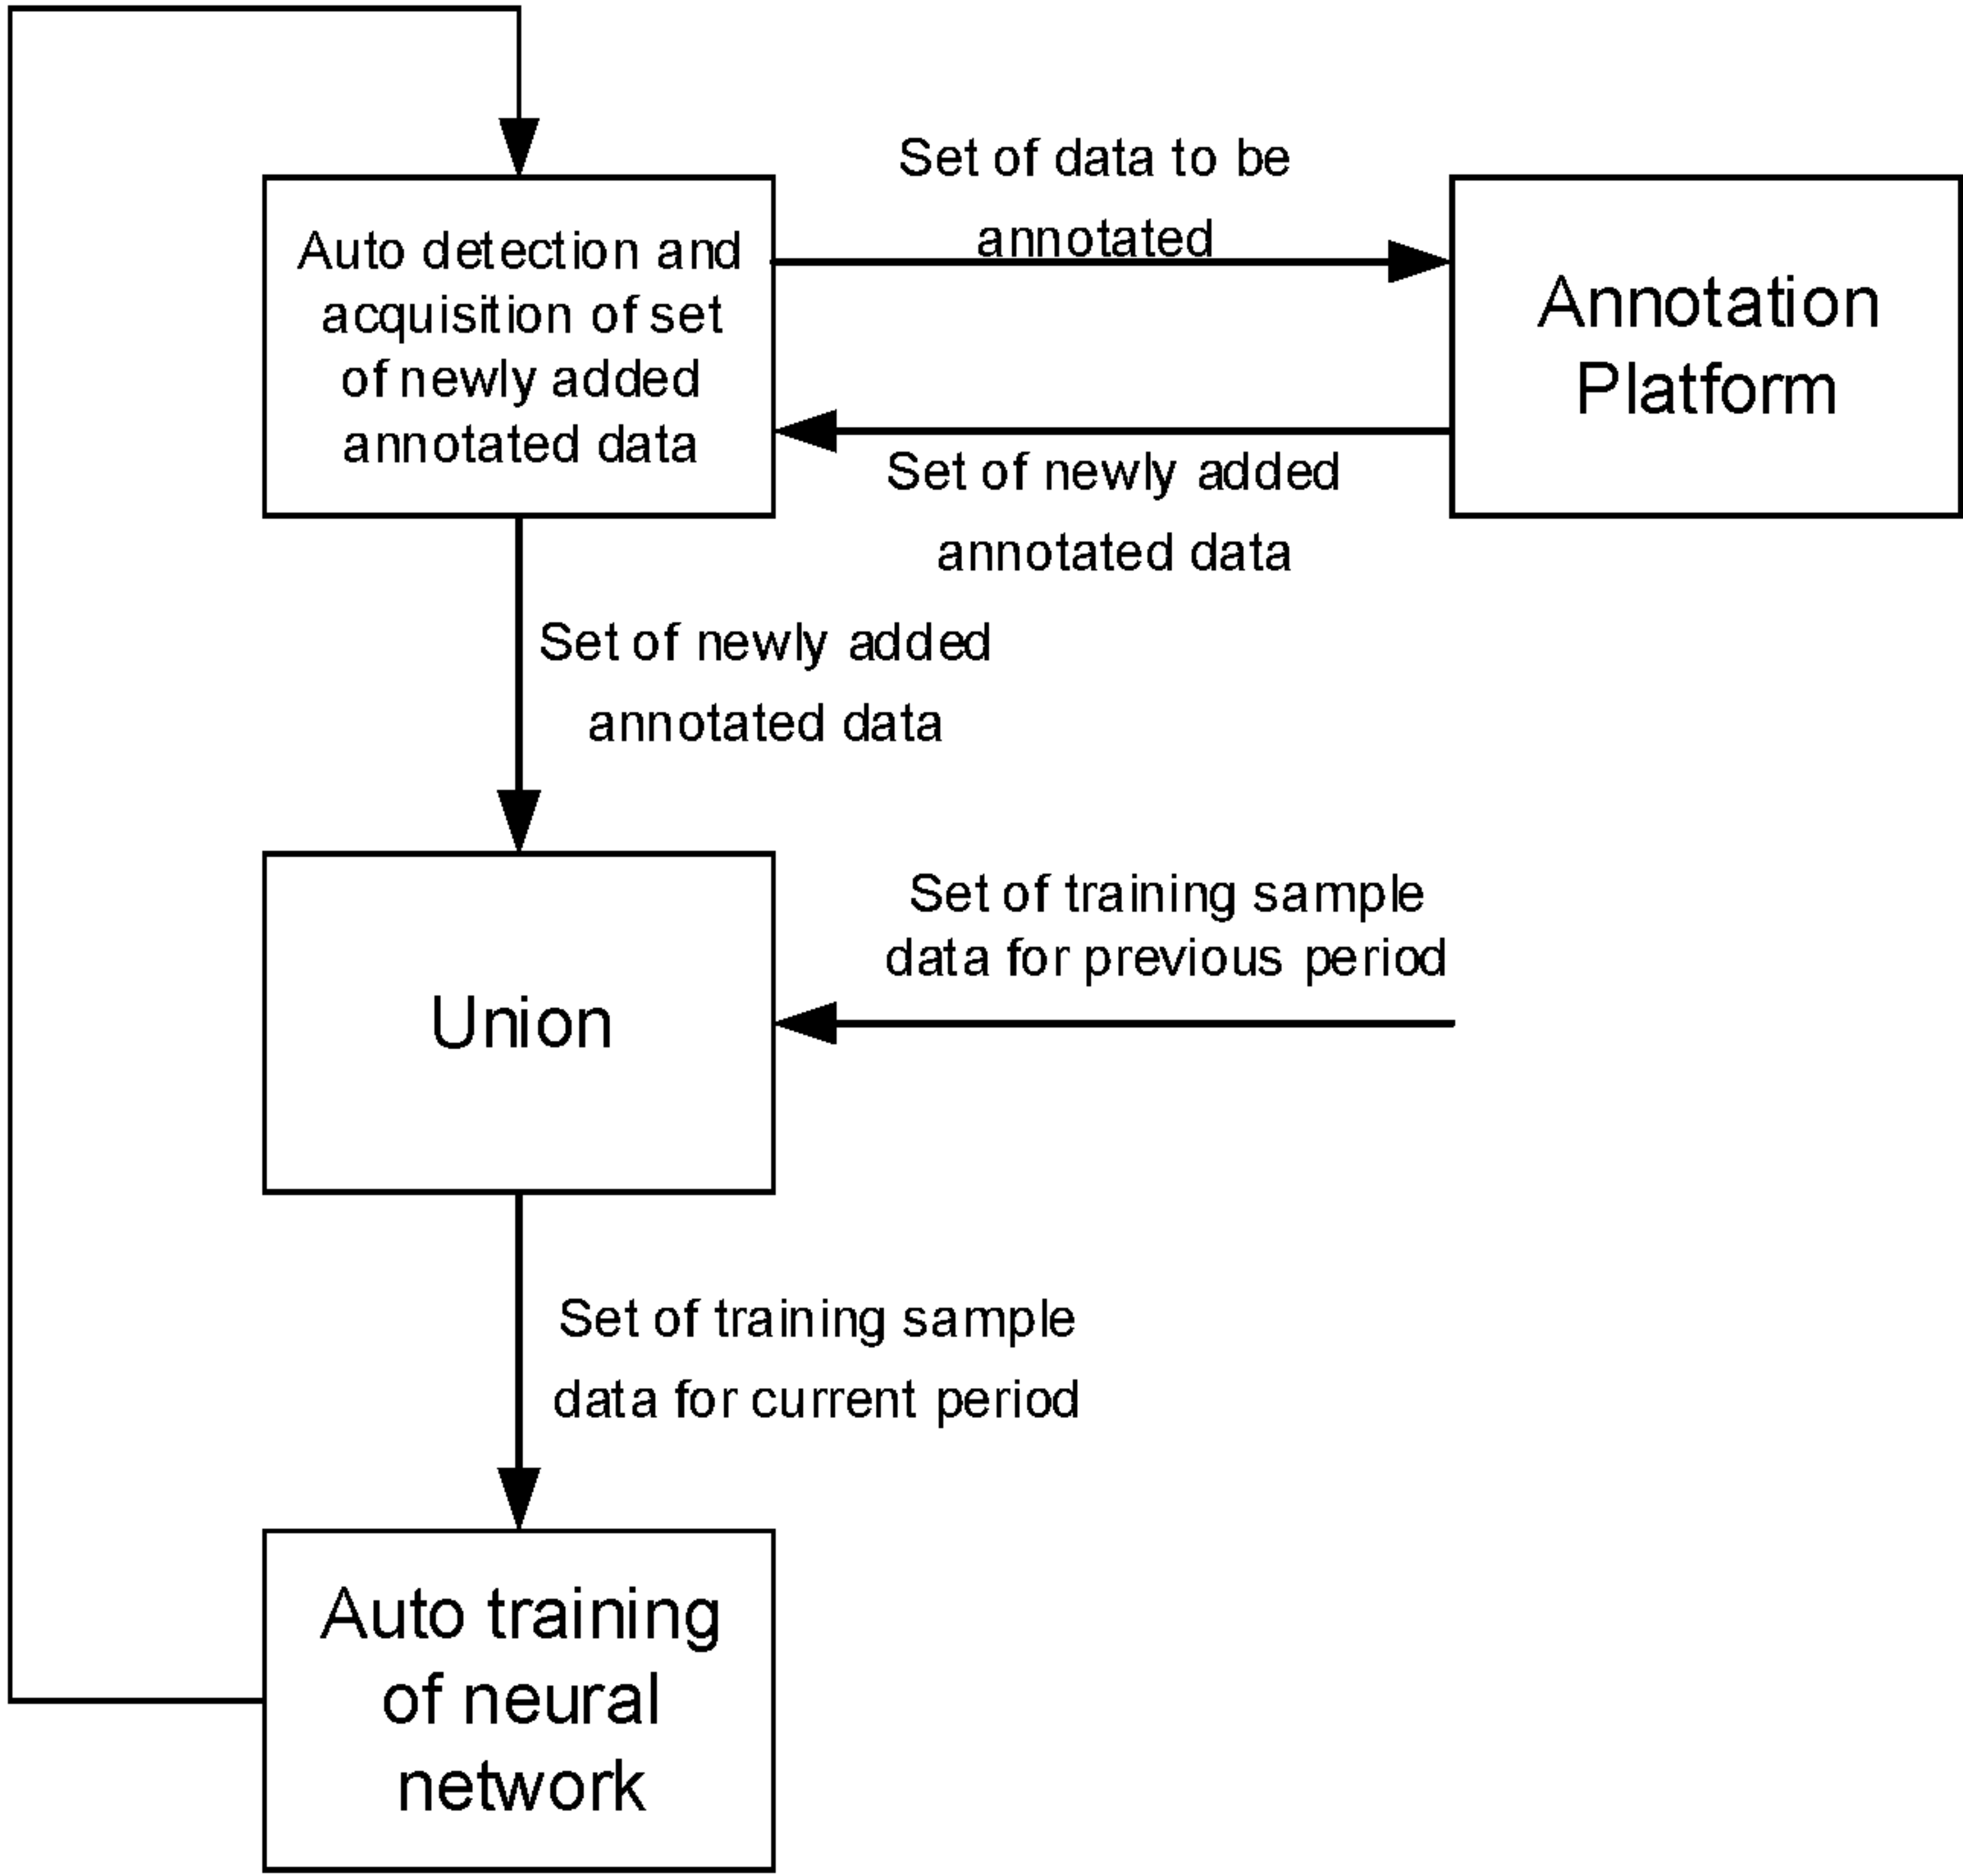 Set of data to be
annotated
Auto detection and
acquisition of set
of newly added
annotated data
Annotation
Platform
Set of newly added
annotated data
Set of newly added
annotated data
Set of training sample
data for previous period
Union
Set of training sample
data for current period
Auto training
of neural
network